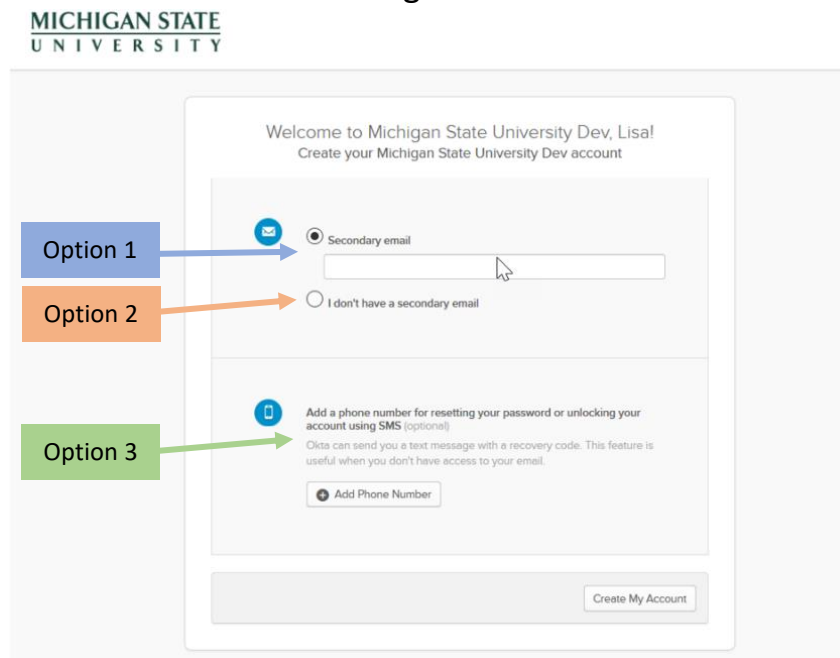 MICHIGAN STATE
UNIVERSITY
Welcome to Michigan State University Dev, Lisa!
Create your Michigan State University Dev account
Option 1
Secondary email
Option 2
I don't have a secondary email
Add a phone number for resetting your password or unlocking your
account using SMS (optional)
Option 3
Okta can send you a text message with a recovery code. This feature is
useful when you don't have access to your email.
Add Phone Number
Create My Account